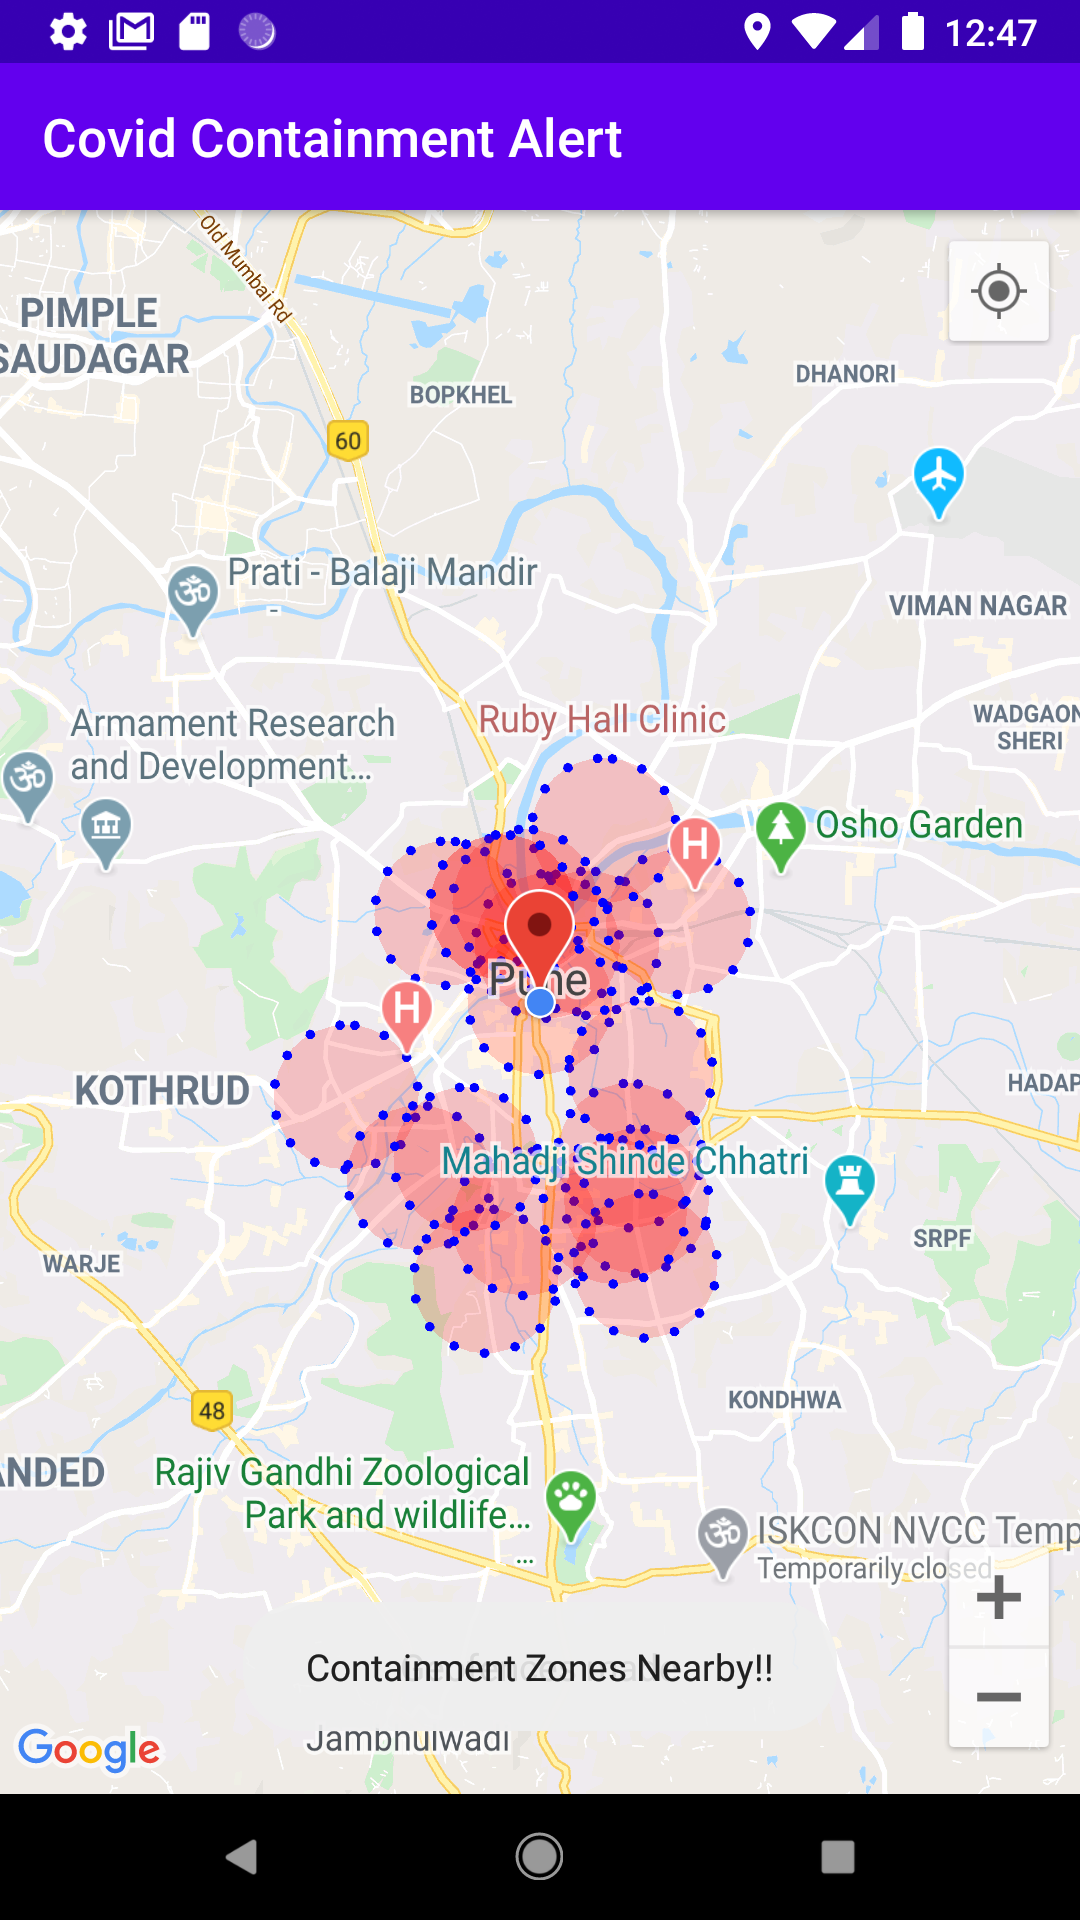 12:47
Covid Containment Alert
Old Mumbai Rd
PIMPLE
SAUDAGAR
DHANORI
BOPKHEL
60
Prati - Balaji Mandir
-
VIMAN NAGAR
Ruby Hall Clinic
Armament Research
and Development...
WADGAON
SHERI
Osho Garden
H
Pune
H
KOTHRUD
HADAP
Mahadji Shinde Chhatri
SRPF
WARJE
KONDHWA
48
ANDED
Rajiv Gandhi Zoological
Park and wildlife...
...
ISKCON NVCC Temp
Temporarily closed
Containment Zones Nearby!!
Jambhulwadi
Google